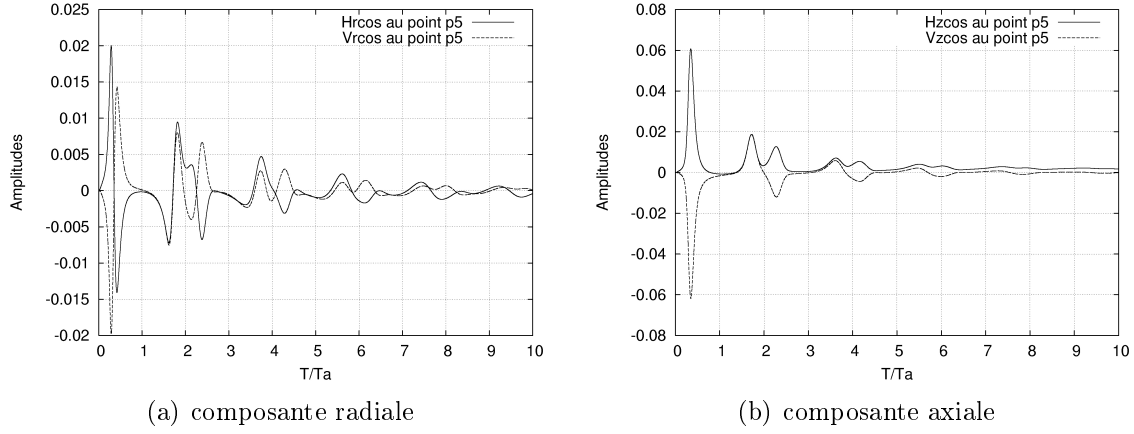 0.025
0.02
0.015
0.01
0.005
0
-0.005
-0.01
-0.015
-0.02
Amplitudes
Hrcos au point p5
Vrcos au point p5
0 1 2 3 4 5 6 7 8 9 10
T/Ta
(a) composante radiale
0.08
0.06
0.04
0.02
0
-0.02
-0.04
-0.06
-0.08
Amplitudes
Hzcos au point p5
Vzcos au point p5
0 1 2 3 4 5 6 7 8 9 10
T/Ta
(b) composante axiale